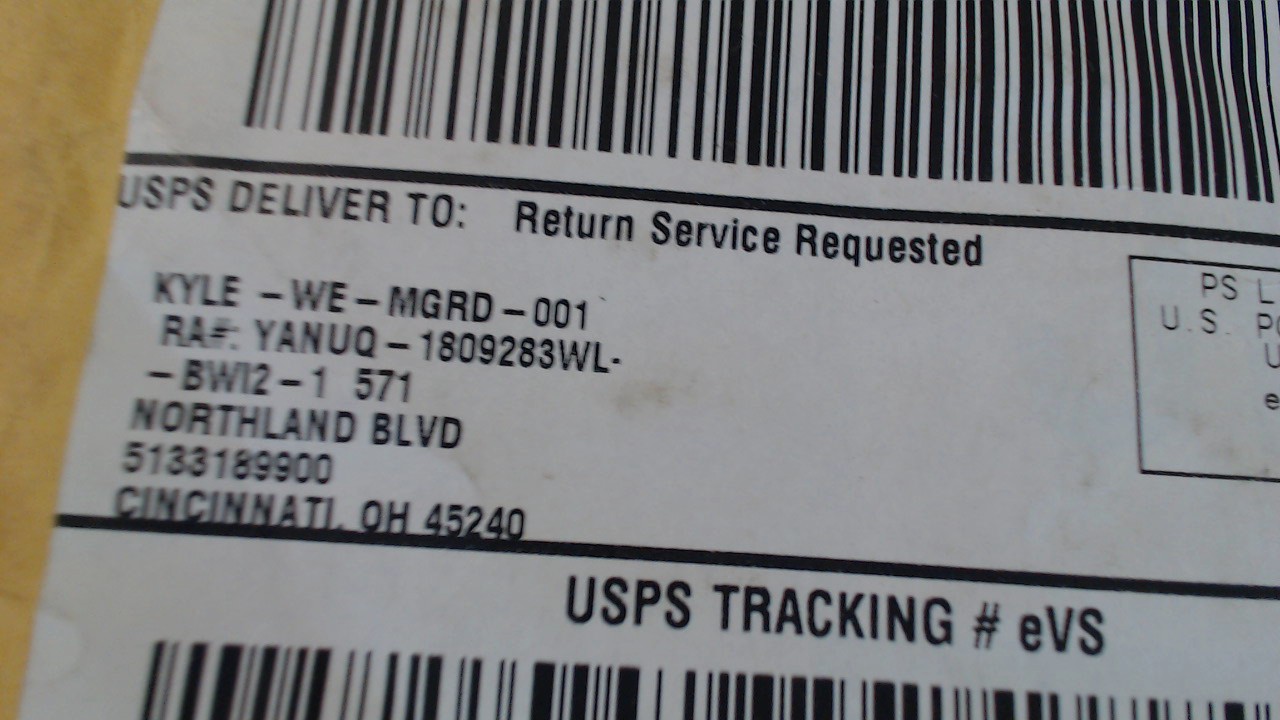 USPS DELIVER TO: Return Service Requested
KYLE -WE-MGRD-001
RA#: YANUQ-1809283WL-
-BWI2-1 571
NORTHLAND BLVD
5133189900
CINCINNATI, OH 45240
PS L
U.S. PO
U
e
USPS TRACKING # eVS